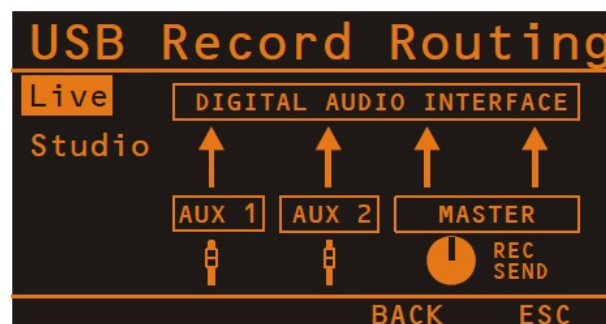 USB Record Routing
Live
DIGITAL AUDIO INTERFACE
Studio
AUX 1 AUX 2 MASTER
REC
SEND
BACK ESC